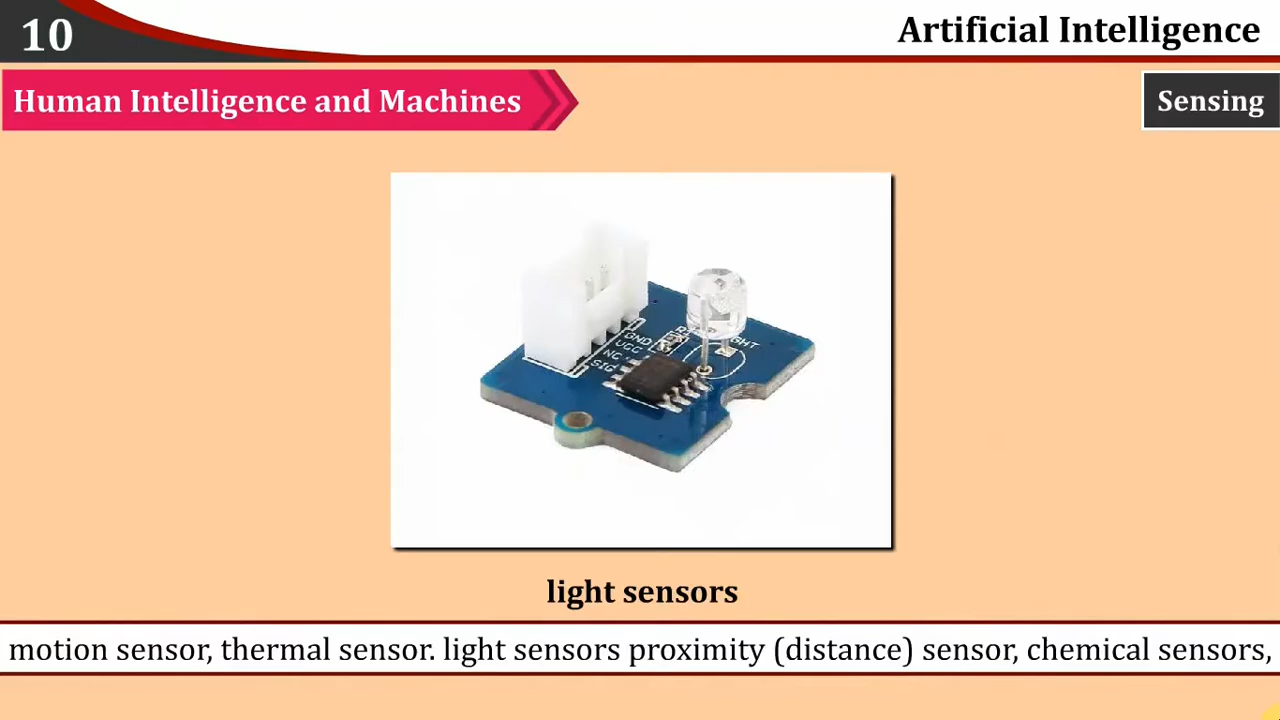 10
Artificial Intelligence
Human Intelligence and Machines
Sensing
GND
VCC
NC
SIG
light sensors
motion sensor, thermal sensor. light sensors proximity (distance) sensor, chemical sensors,